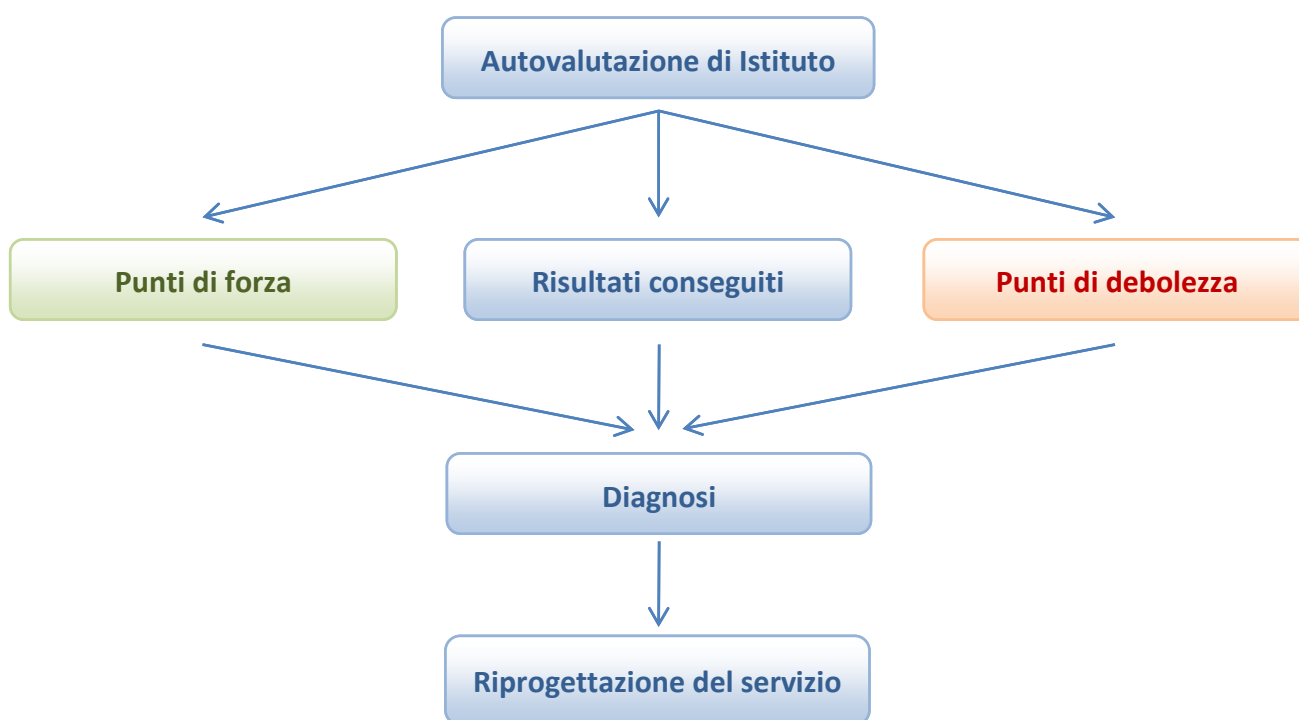 Autovalutazione di Istituto
Punti di forza
Risultati conseguiti
Punti di debolezza
Diagnosi
Riprogettazione del servizio